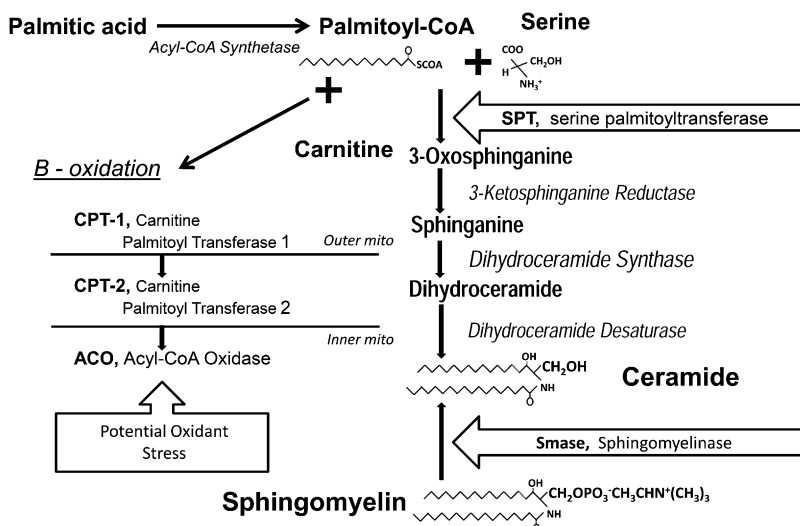 Palmitic acid
Acyl-CoA Synthetase
Palmitoyl-CoA
Serine
O
SCOA
+
COO
H
CH₂OH
NH₃⁺
+
SPT, serine palmitoyltransferase
Carnitine
3-Oxosphinganine
B - oxidation
3-Ketosphinganine Reductase
CPT-1, Carnitine
Palmitoyl Transferase 1
Outer mito
Sphinganine
Dihydroceramide Synthase
CPT-2, Carnitine
Palmitoyl Transferase 2
Dihydroceramide
Inner mito
Dihydroceramide Desaturase
ACO, Acyl-CoA Oxidase
OH
CH₂OH
NH
O
Ceramide
Potential Oxidant
Stress
Smase, Sphingomyelinase
Sphingomyelin
OH
CH₂OPO₃⁻CH₃CHN⁺(CH₃)₃
NH
O